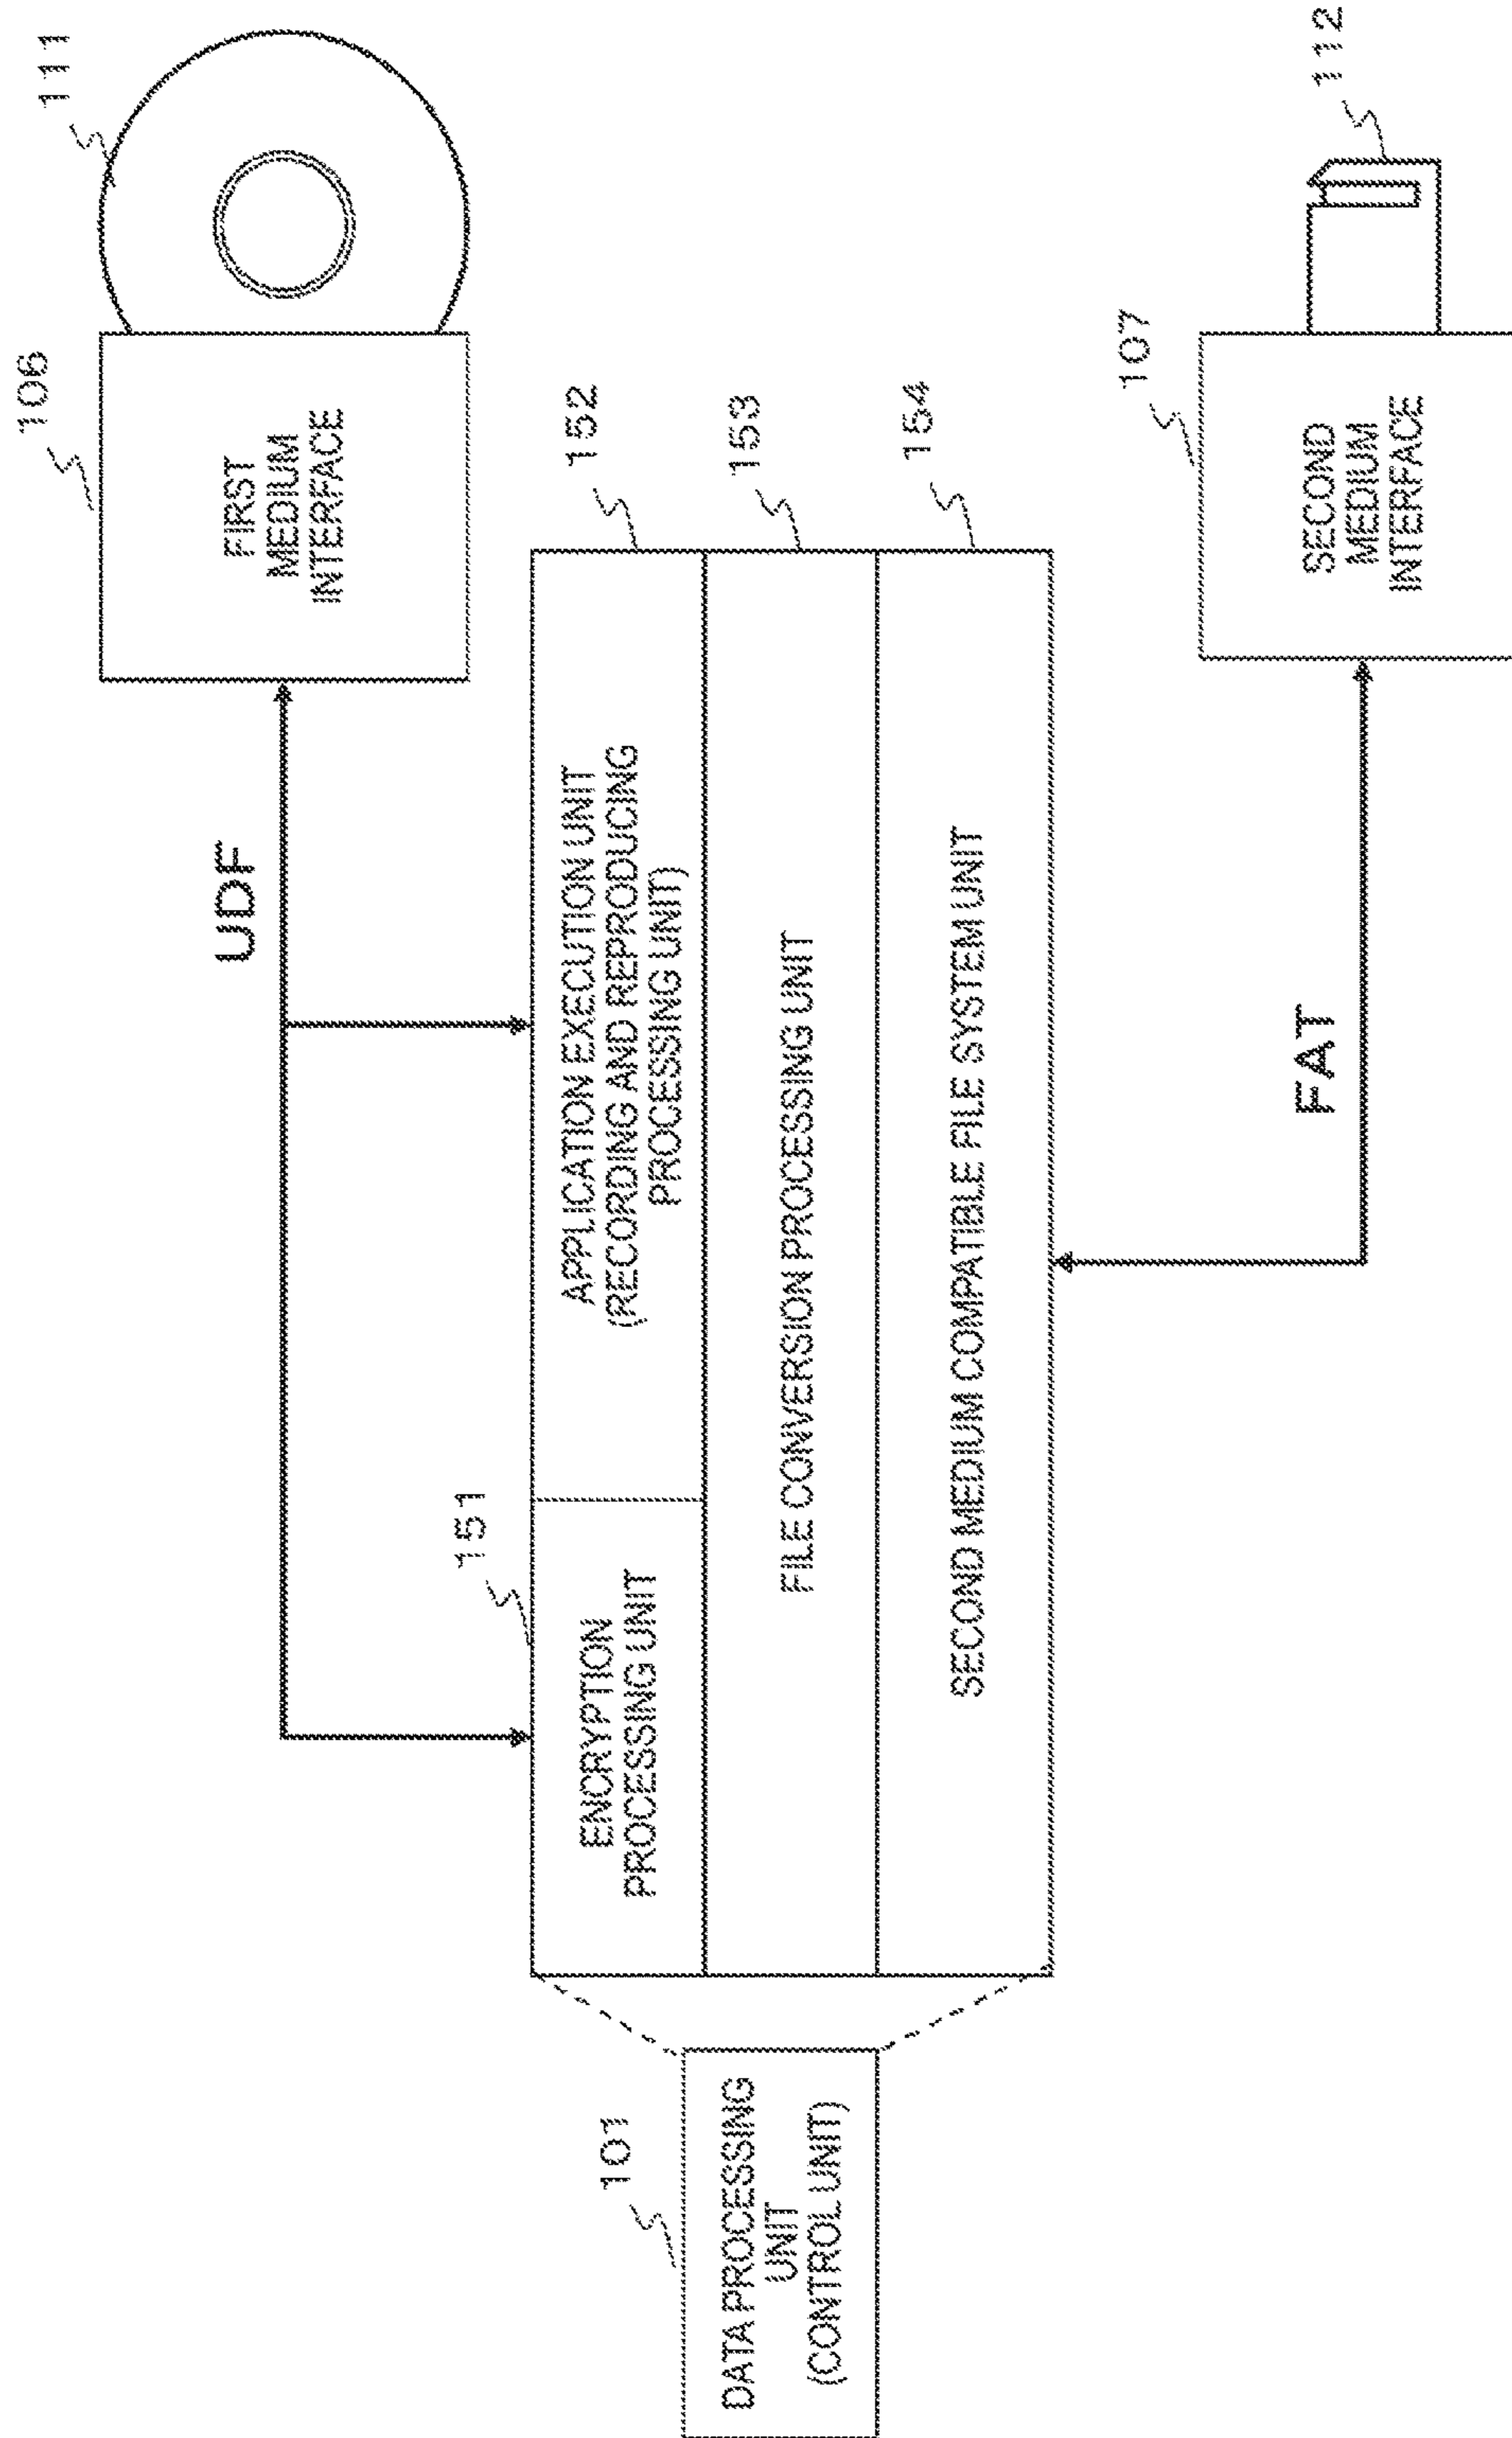 106
FIRST
MEDIUM
INTERFACE
111
UDF
151
ENCRYPTION
PROCESSING UNIT
152
APPLICATION EXECUTION UNIT
(RECORDING AND REPRODUCING
PROCESSING UNIT)
153
FILE CONVERSION PROCESSING UNIT
154
SECOND MEDIUM COMPATIBLE FILE SYSTEM UNIT
101
DATA PROCESSING
UNIT
(CONTROL UNIT)
FAT
107
SECOND
MEDIUM
INTERFACE
112